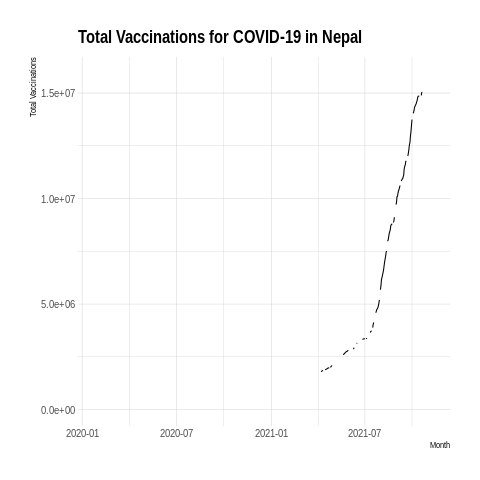 Total Vaccinations for COVID-19 in Nepal
Total Vaccinations
1.5e+07
1.0e+07
5.0e+06
0.0e+00
2020-01 2020-07 2021-01 2021-07
Month